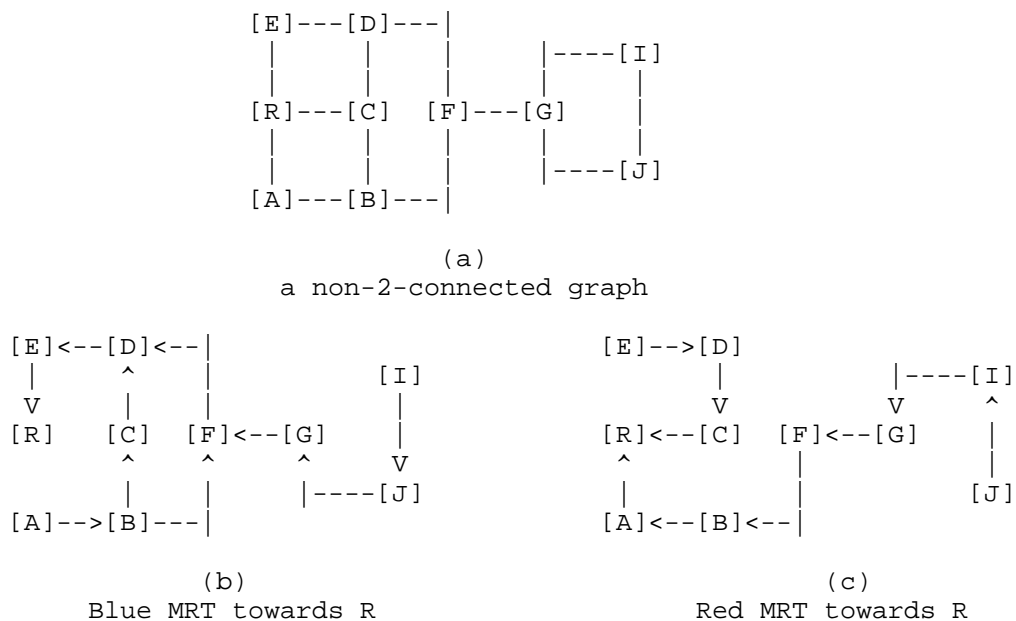 [E]---[D]---|
 |     |    |     |----[I]
 |     |    |     |     |
[R]---[C]  [F]---[G]    |
 |     |    |     |     |
 |     |    |     |----[J]
[A]---[B]---|
(a)
a non-2-connected graph
[E]<--[D]<--|                        [E]-->[D]
 |     ^    |          [I]                  |          |----[I]
 V     |    |           |                   V          V     ^
[R]   [C]  [F]<--[G]    |            [R]<--[C]  [F]<--[G]    |
 ^    ^     ^     V      ^            |           |
 |    |     |----[J]     |            |          [J]
[A]-->[B]---|                        [A]<--[B]<--|
(b)                                  (c)
Blue MRT towards R                   Red MRT towards R